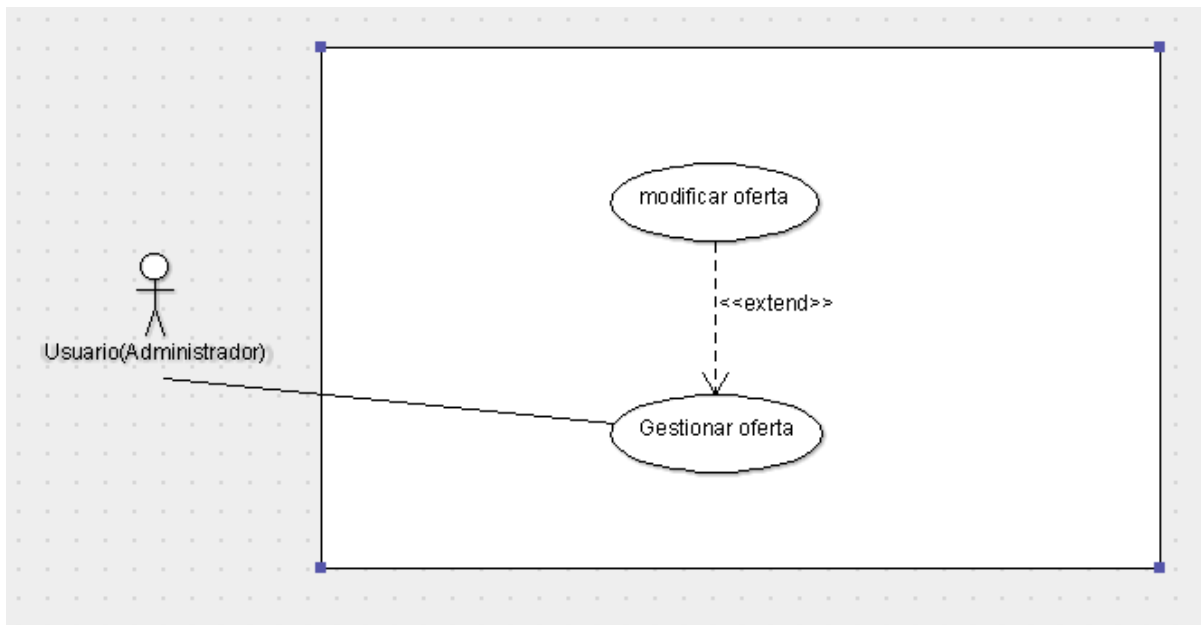 modificar oferta
<<extend>>
Usuario(Administrador)
Gestionar oferta